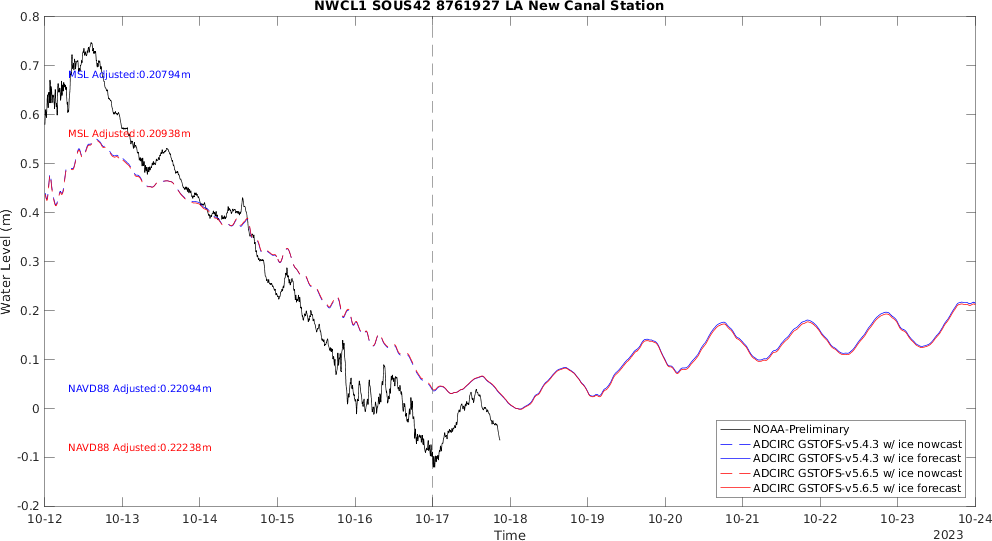 NWCL1 SOUS42 8761927 LA New Canal Station
0.8
0.7
0.6
0.5
0.4
0.3
0.2
0.1
0
-0.1
-0.2
Water Level (m)
MSL Adjusted:0.20794m
MSL Adjusted:0.20938m
NAVD88 Adjusted:0.22094m
NAVD88 Adjusted:0.22238m
NOAA-Preliminary
ADCIRC GSTOFS-v5.4.3 w/ ice nowcast
ADCIRC GSTOFS-v5.4.3 w/ ice forecast
ADCIRC GSTOFS-v5.6.5 w/ ice nowcast
ADCIRC GSTOFS-v5.6.5 w/ ice forecast
10-12 10-13 10-14 10-15 10-16 10-17 10-18 10-19 10-20 10-21 10-22 10-23 10-24
Time
2023